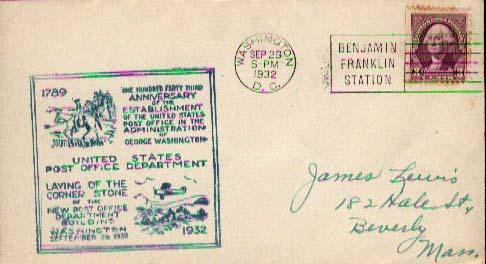 1789
ONE HUNDRED FORTY THIRD
ANNIVERSARY
OF THE
ESTABLISHMENT
OF THE UNITED STATES
POST OFFICE IN THE
ADMINISTRATION
OF
GEORGE WASHINGTON
UNITED STATES
POST OFFICE DEPARTMENT
LAYING OF THE
CORNER STONE
OF THE
NEW POST OFFICE
DEPARTMENT
BUILDING
WASHINGTON
SEPTEMBER 26 1932
1932
WASHINGTON
SEP 26
5-PM
1932
D.C.
BENJAMIN
FRANKLIN
STATION
James Lewis
182 Hale St.,
Beverly
Mass.